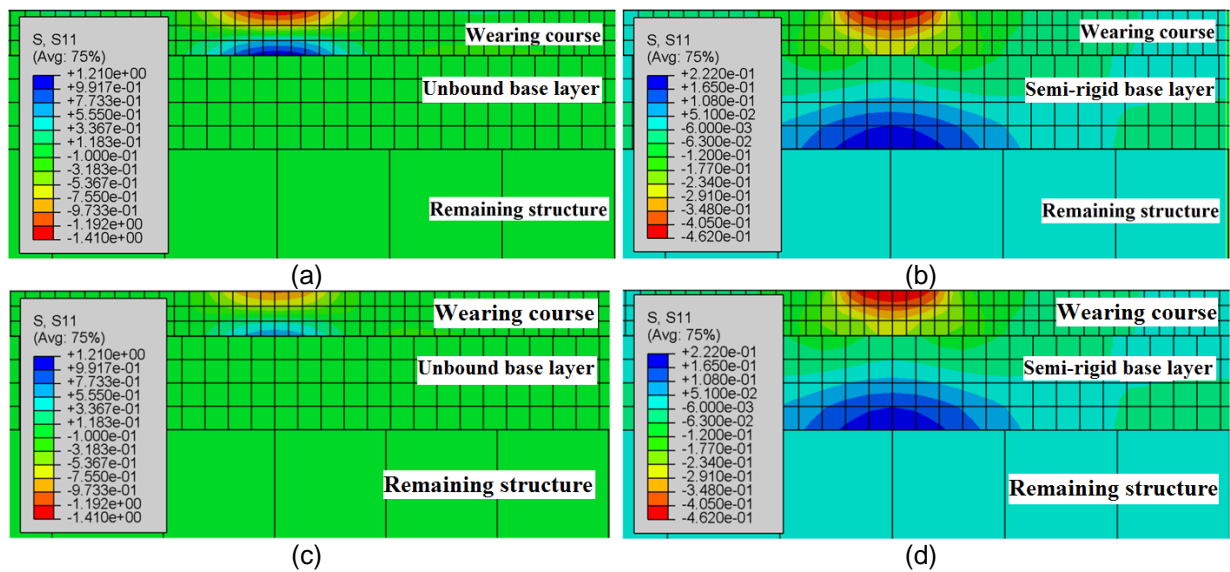 S, S11
(Avg: 75%)
+1.210e+00
+9.917e-01
+7.733e-01
+5.550e-01
+3.367e-01
+1.183e-01
-1.000e-01
-3.183e-01
-5.367e-01
-7.550e-01
-9.733e-01
-1.192e+00
-1.410e+00
Wearing course
Unbound base layer
Remaining structure
(a)
S, S11
(Avg: 75%)
+2.220e-01
+1.650e-01
+1.080e-01
+5.100e-02
-6.000e-03
-6.300e-02
-1.200e-01
-1.770e-01
-2.340e-01
-2.910e-01
-3.480e-01
-4.050e-01
-4.620e-01
Wearing course
Semi-rigid base layer
Remaining structure
(b)
S, S11
(Avg: 75%)
+1.210e+00
+9.917e-01
+7.733e-01
+5.550e-01
+3.367e-01
+1.183e-01
-1.000e-01
-3.183e-01
-5.367e-01
-7.550e-01
-9.733e-01
-1.192e+00
-1.410e+00
Wearing course
Unbound base layer
Remaining structure
(c)
S, S11
(Avg: 75%)
+2.220e-01
+1.650e-01
+1.080e-01
+5.100e-02
-6.000e-03
-6.300e-02
-1.200e-01
-1.770e-01
-2.340e-01
-2.910e-01
-3.480e-01
-4.050e-01
-4.620e-01
Wearing course
Semi-rigid base layer
Remaining structure
(d)